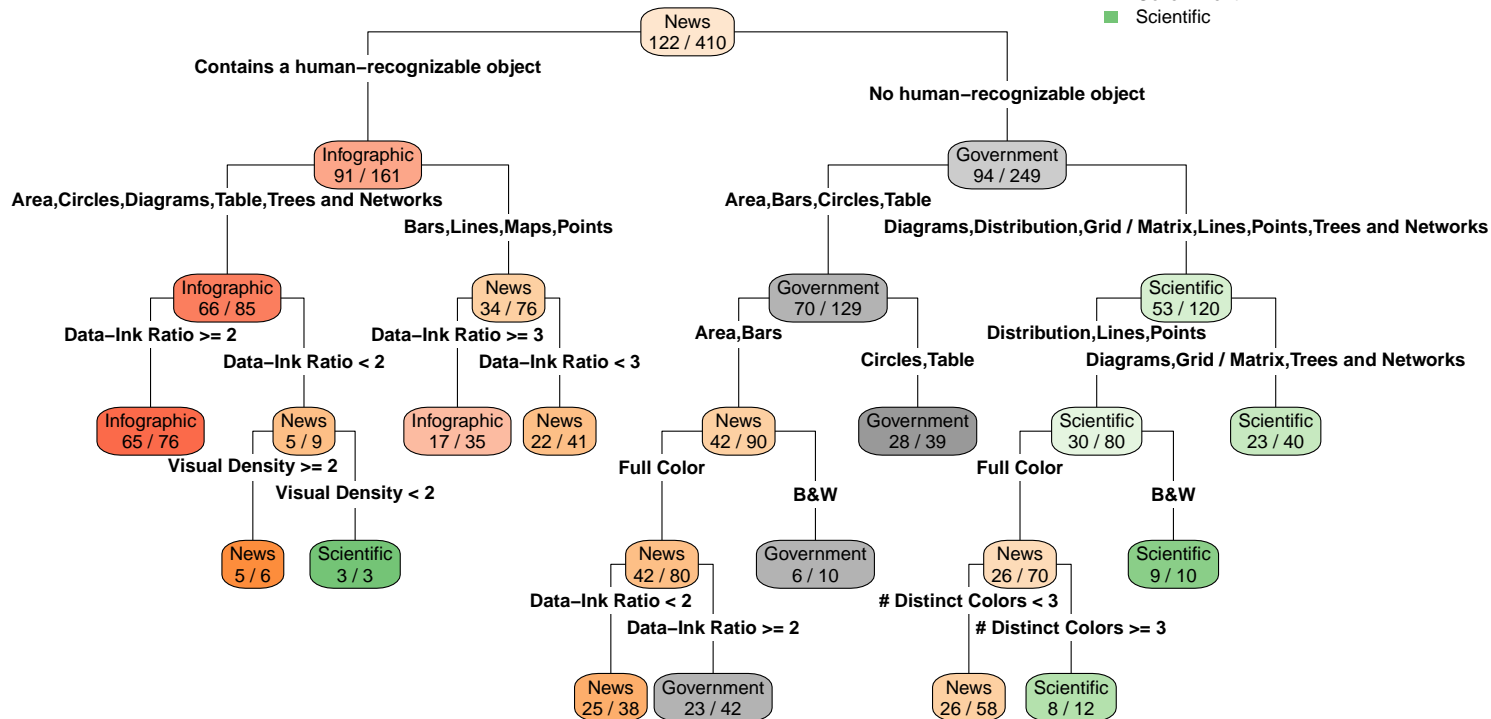 Scientific
News
122 / 410
Contains a human−recognizable object
No human−recognizable object
Infographic
91 / 161
Government
94 / 249
Area,Circles,Diagrams,Table,Trees and Networks
Bars,Lines,Maps,Points
Area,Bars,Circles,Table
Diagrams,Distribution,Grid / Matrix,Lines,Points,Trees and Networks
Infographic
66 / 85
News
34 / 76
Government
70 / 129
Scientific
53 / 120
Data−Ink Ratio >= 2
Data−Ink Ratio < 2
Data−Ink Ratio >= 3
Data−Ink Ratio < 3
Area,Bars
Circles,Table
Distribution,Lines,Points
Diagrams,Grid / Matrix,Trees and Networks
Infographic
65 / 76
News
5 / 9
Infographic
17 / 35
News
22 / 41
News
42 / 90
Government
28 / 39
Scientific
30 / 80
Scientific
23 / 40
Visual Density >= 2
Visual Density < 2
Full Color
B&W
Full Color
B&W
News
5 / 6
Scientific
3 / 3
News
42 / 80
Government
6 / 10
News
26 / 70
Scientific
9 / 10
Data−Ink Ratio < 2
Data−Ink Ratio >= 2
# Distinct Colors < 3
# Distinct Colors >= 3
News
25 / 38
Government
23 / 42
News
26 / 58
Scientific
8 / 12